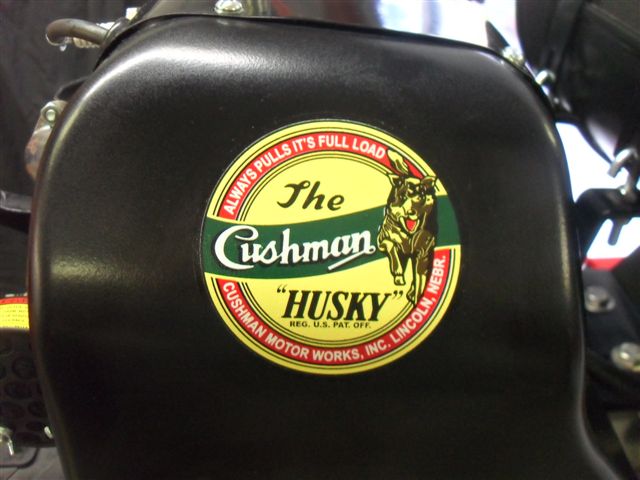 ALWAYS PULLS IT'S FULL LOAD
The
Cushman
"HUSKY"
REG. U.S. PAT. OFF.
CUSHMAN MOTOR WORKS, INC. LINCOLN, NEBR.